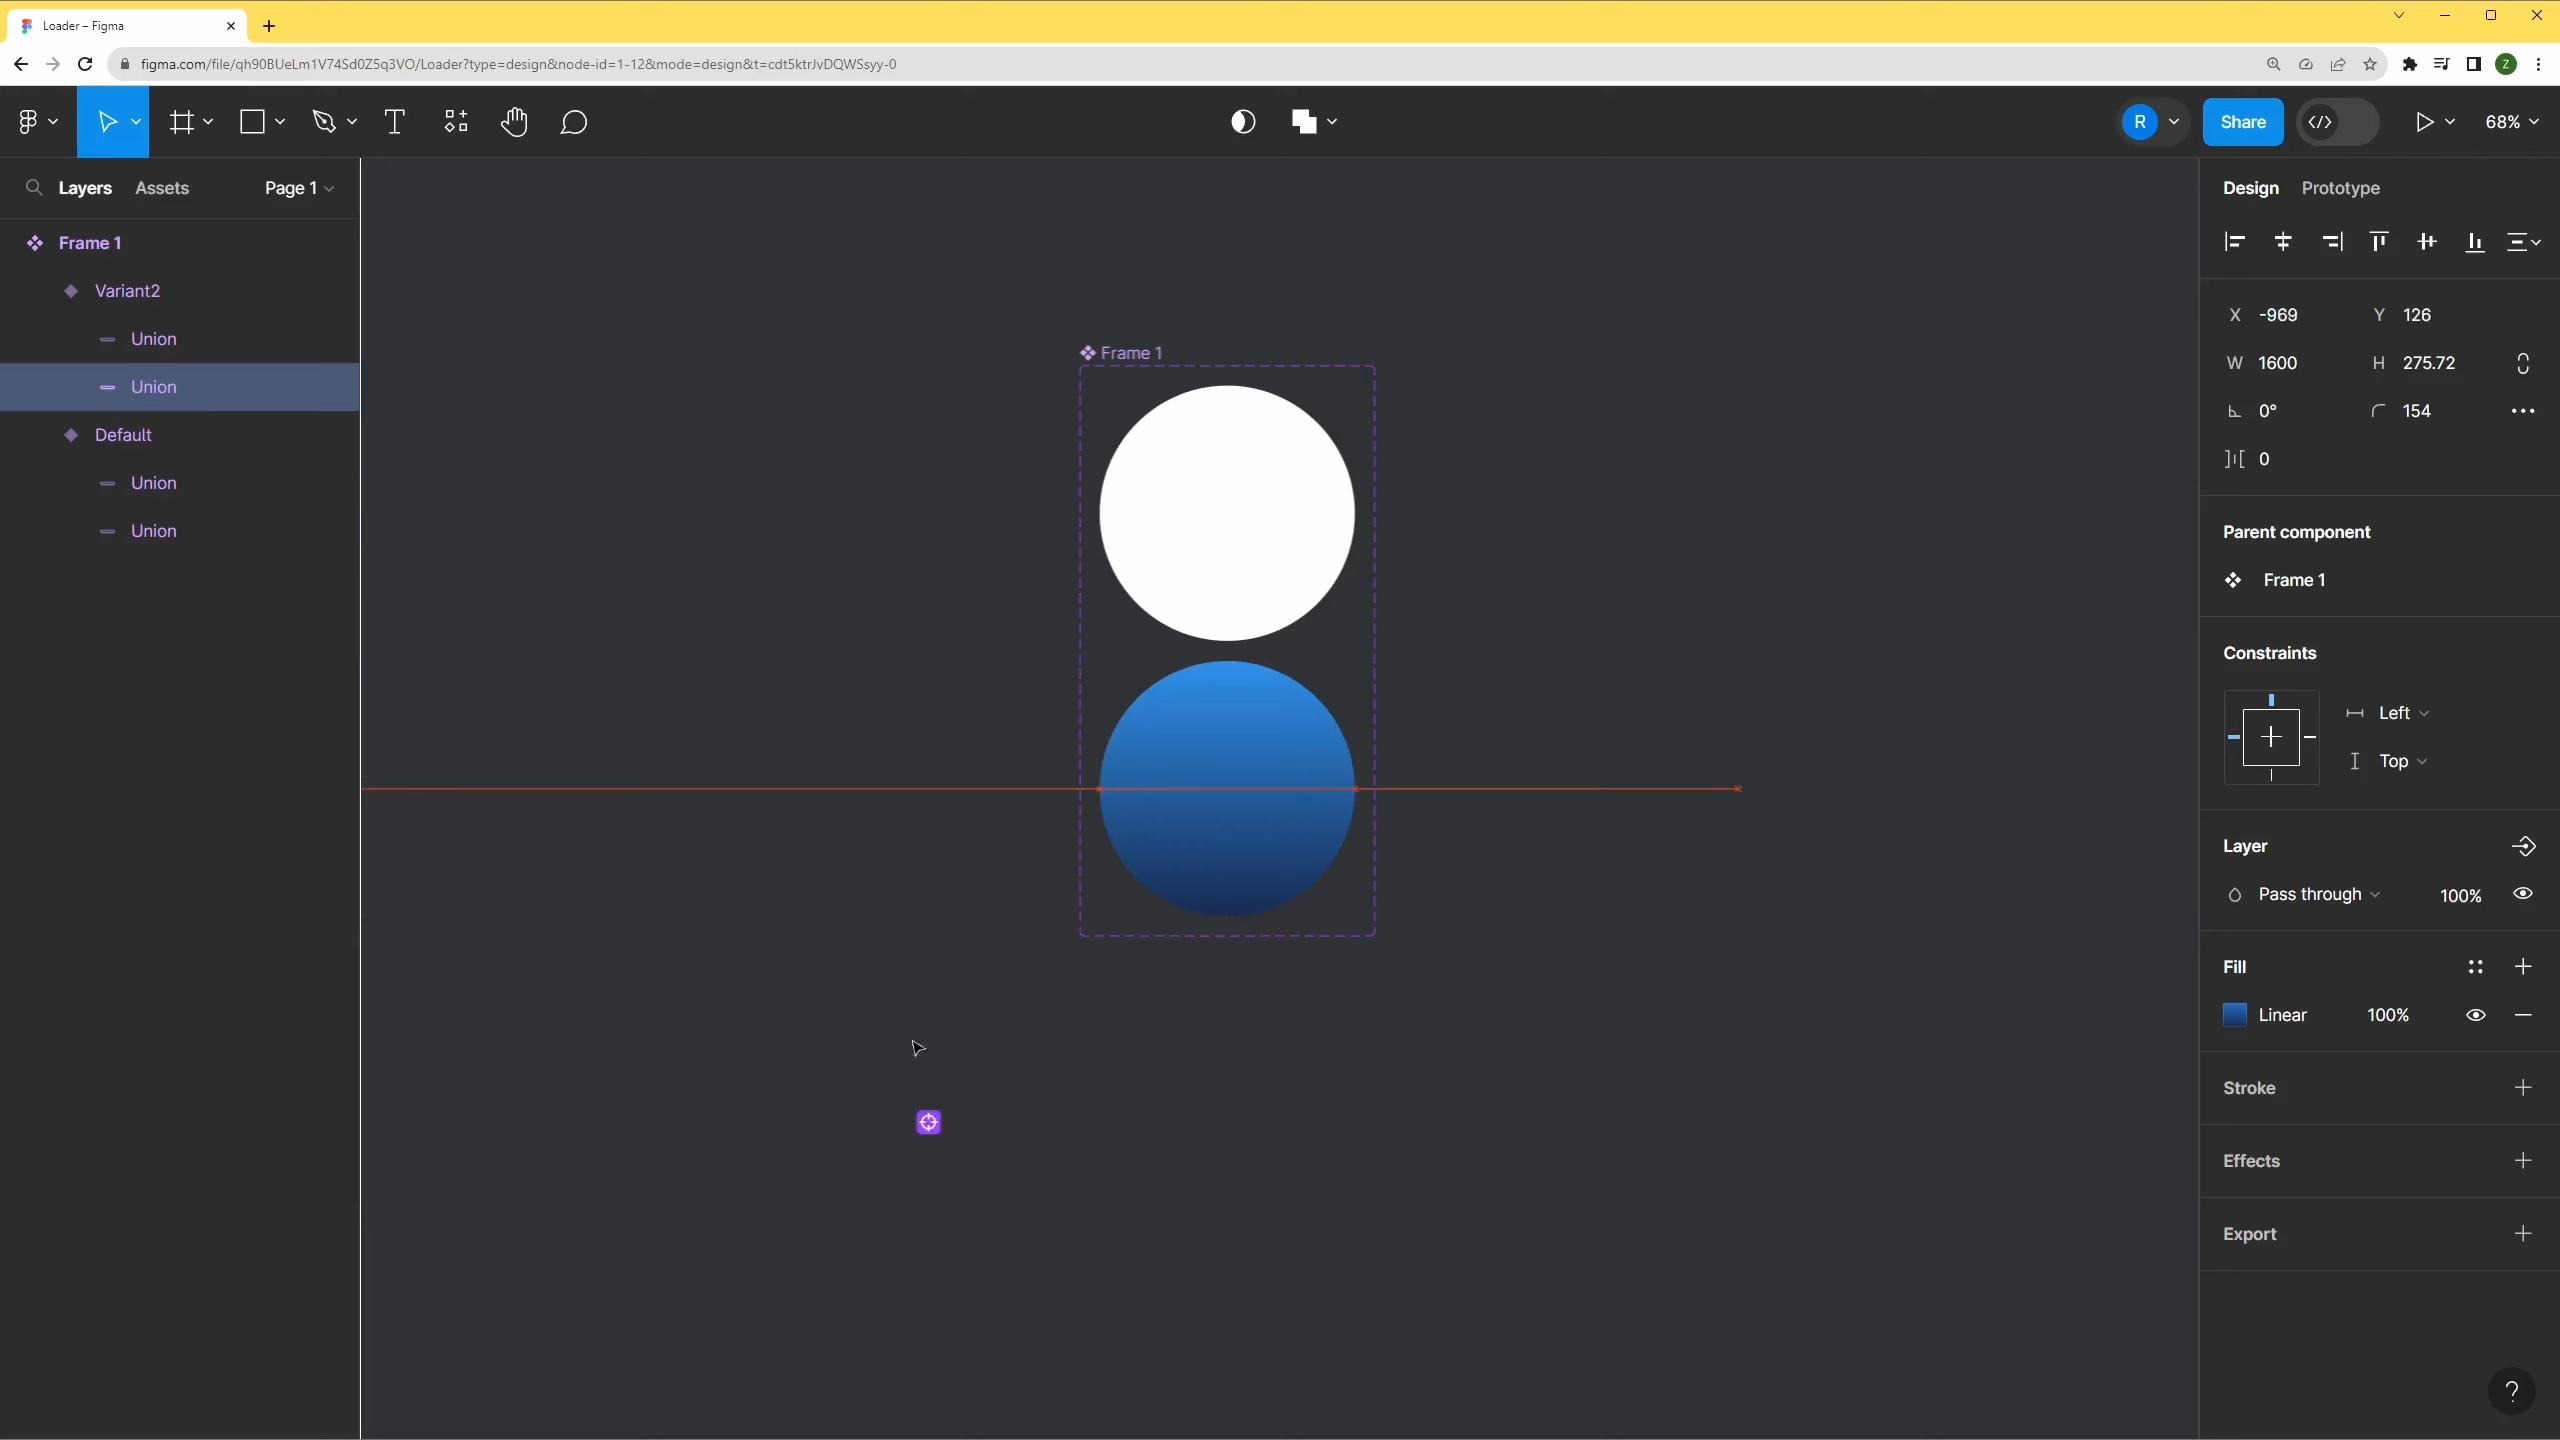 Loader – Figma
figma.com/file/qh90BUeLm1V74Sd0Z5q3VO/Loader?type=design&node-id=1-12&mode=design&t=cdt5ktrJvDQWSsyy-0
Z
R
Share
68%
Layers
Assets
Page 1
Frame 1
Variant2
Union
Union
Default
Union
Union
Frame 1
Design
Prototype
X -969
Y 126
W 1600
H 275.72
0°
154
0
Parent component
Frame 1
Constraints
Left
Top
Layer
Pass through
100%
Fill
Linear
100%
Stroke
Effects
Export
?